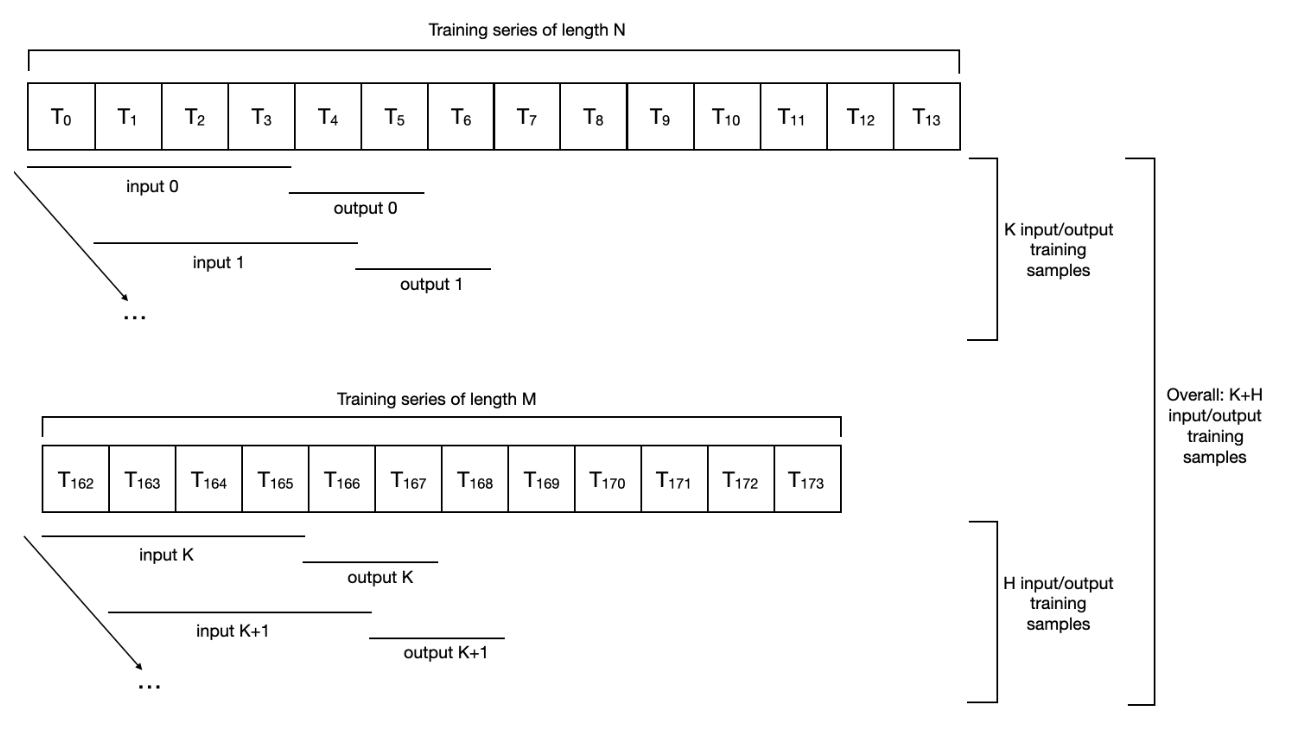 Training series of length N
T₀ T₁ T₂ T₃ T₄ T₅ T₆ T₇ T₈ T₉ T₁₀ T₁₁ T₁₂ T₁₃
input 0
output 0
input 1
output 1
...
K input/output
training
samples
Training series of length M
T₁₆₂ T₁₆₃ T₁₆₄ T₁₆₅ T₁₆₆ T₁₆₇ T₁₆₈ T₁₆₉ T₁₇₀ T₁₇₁ T₁₇₂ T₁₇₃
input K
output K
input K+1
output K+1
...
H input/output
training
samples
Overall: K+H
input/output
training
samples